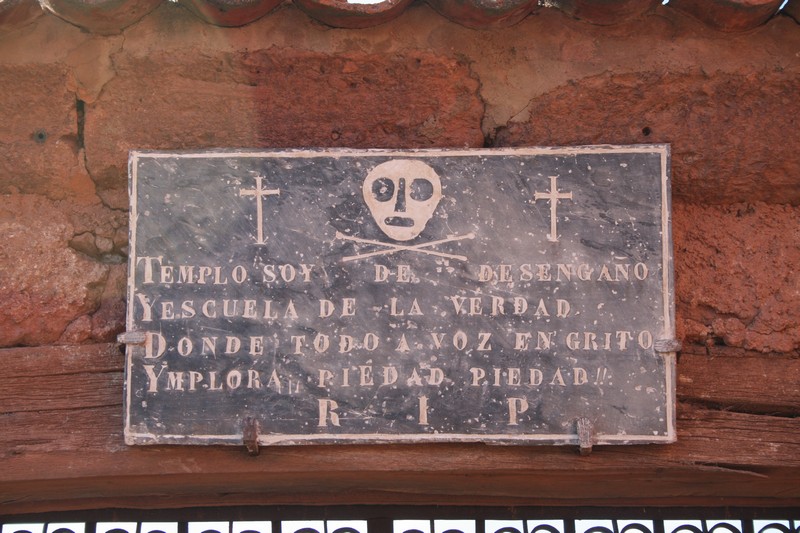 TEMPLO SOY DE DESENGAÑO
YESCUELA DE LA VERDAD
DONDE TODO A VOZ EN GRITO
YMPLORA,, PIEDAD PIEDAD!!
R I P